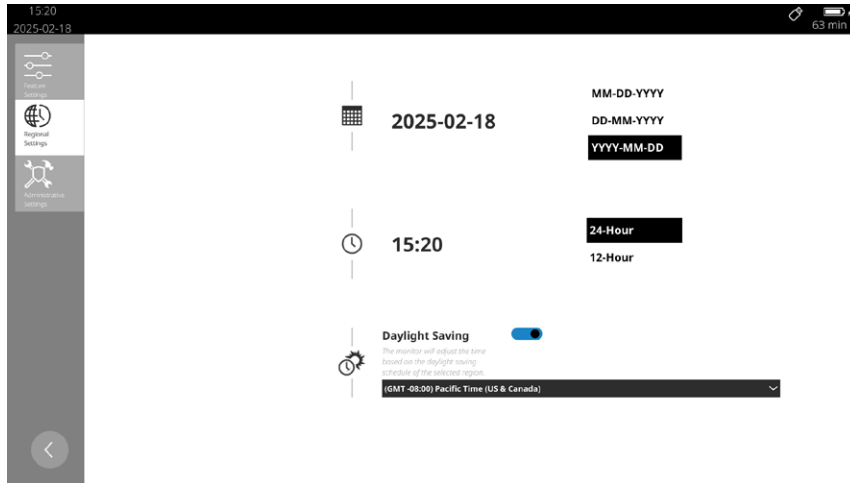 15:20
2025-02-18
63 min
Feature
Settings
Regional
Settings
Administrative
Settings
2025-02-18
MM-DD-YYYY
DD-MM-YYYY
YYYY-MM-DD
15:20
24-Hour
12-Hour
Daylight Saving
The monitor will adjust the time
based on the daylight saving
schedule of the selected region.
(GMT -08:00) Pacific Time (US & Canada)